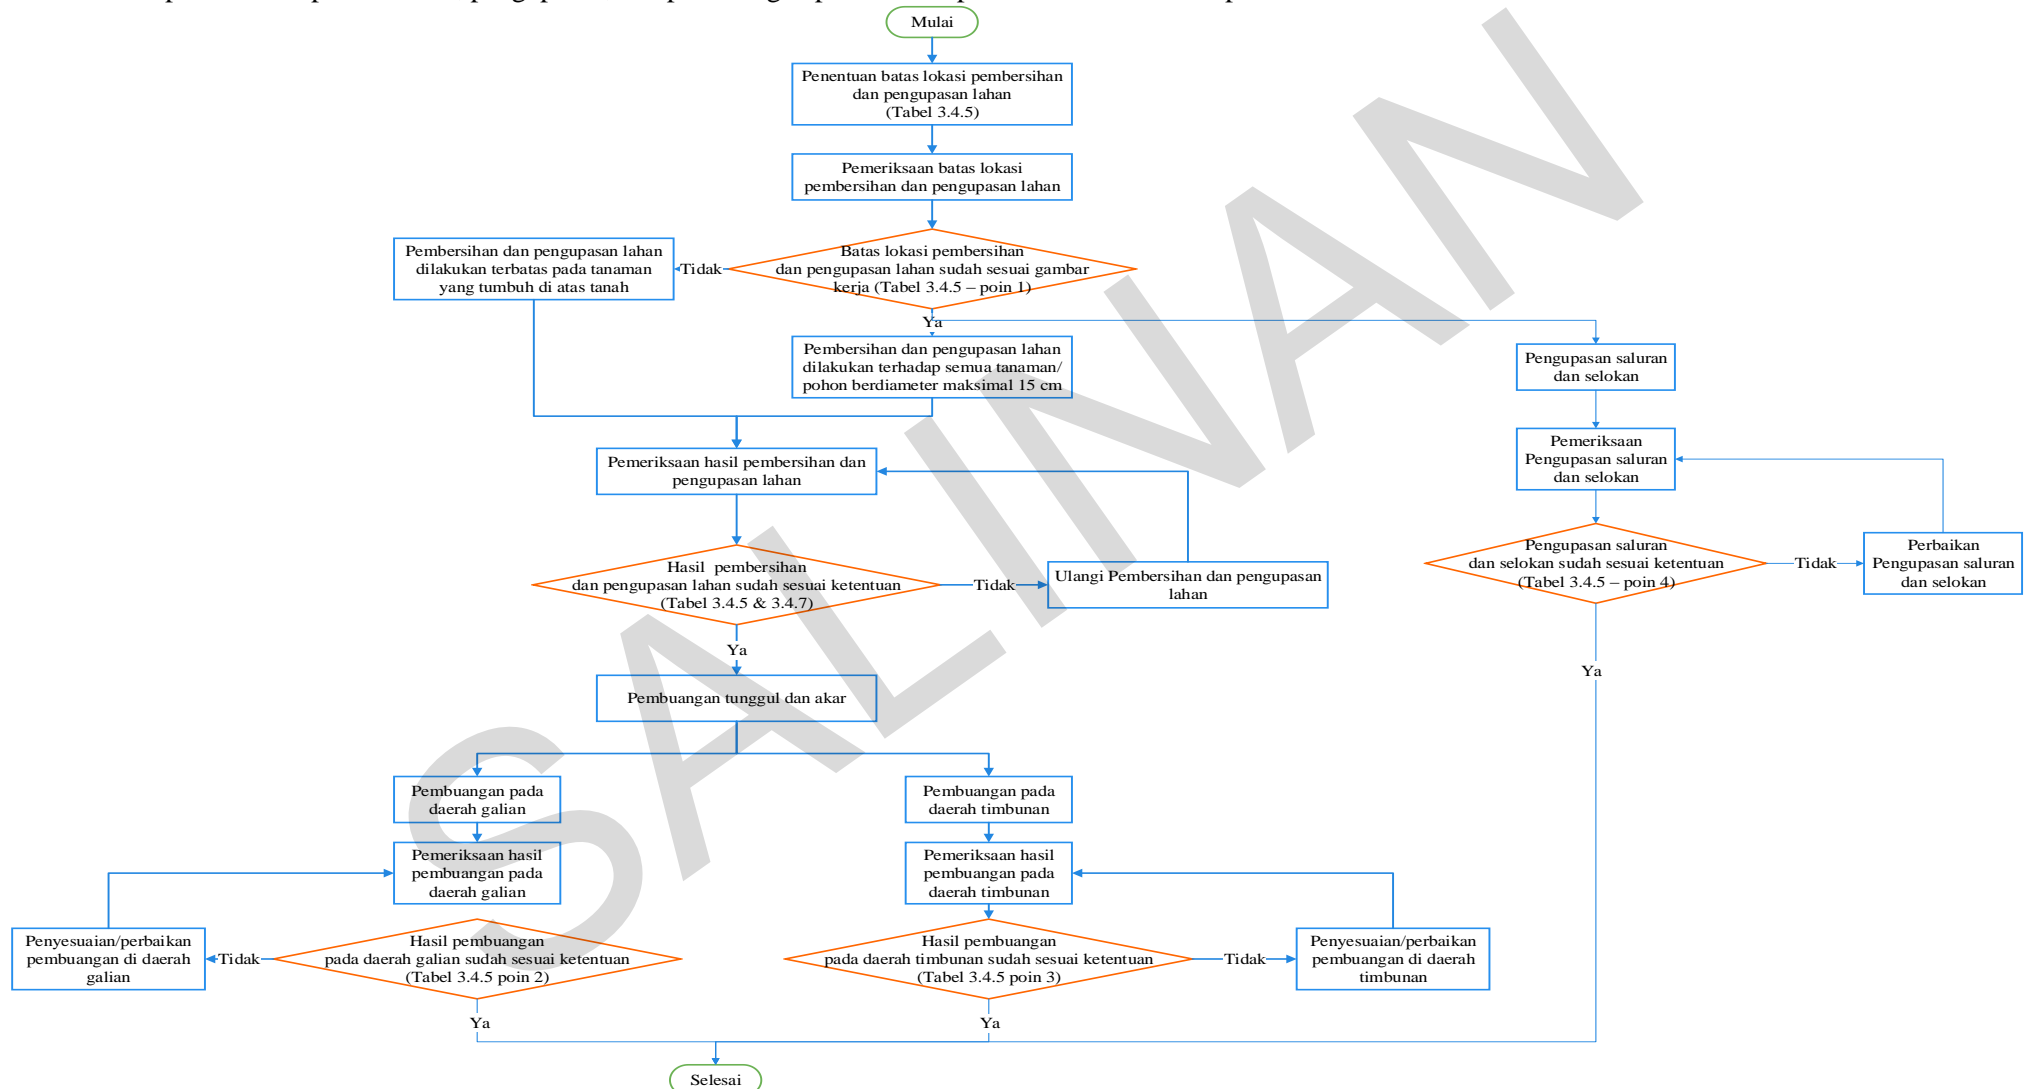 Mulai
Penentuan batas lokasi pembersihan
dan pengupasan lahan
(Tabel 3.4.5)
Pemeriksaan batas lokasi
pembersihan dan pengupasan lahan
Batas lokasi pembersihan
dan pengupasan lahan sudah sesuai gambar
kerja (Tabel 3.4.5 – poin 1)
Tidak
Pembersihan dan pengupasan lahan
dilakukan terbatas pada tanaman
yang tumbuh di atas tanah
Ya
Pembersihan dan pengupasan lahan
dilakukan terhadap semua tanaman/
pohon berdiameter maksimal 15 cm
Pengupasan saluran
dan selokan
Pemeriksaan
Pengupasan saluran
dan selokan
Pemeriksaan hasil pembersihan dan
pengupasan lahan
Hasil pembersihan
dan pengupasan lahan sudah sesuai ketentuan
(Tabel 3.4.5 & 3.4.7)
Tidak
Ulangi Pembersihan dan pengupasan
lahan
Pengupasan saluran
dan selokan sudah sesuai ketentuan
(Tabel 3.4.5 – poin 4)
Tidak
Perbaikan
Pengupasan saluran
dan selokan
Ya
Ya
Pembuangan tunggul dan akar
Pembuangan pada
daerah galian
Pembuangan pada
daerah timbunan
Pemeriksaan hasil
pembuangan pada
daerah galian
Pemeriksaan hasil
pembuangan pada
daerah timbunan
Penyesuaian/perbaikan
pembuangan di daerah
galian
Tidak
Hasil pembuangan
pada daerah galian sudah sesuai ketentuan
(Tabel 3.4.5 poin 2)
Hasil pembuangan
pada daerah timbunan sudah sesuai ketentuan
(Tabel 3.4.5 poin 3)
Tidak
Penyesuaian/perbaikan
pembuangan di daerah
timbunan
Ya
Ya
Selesai
SALINAN